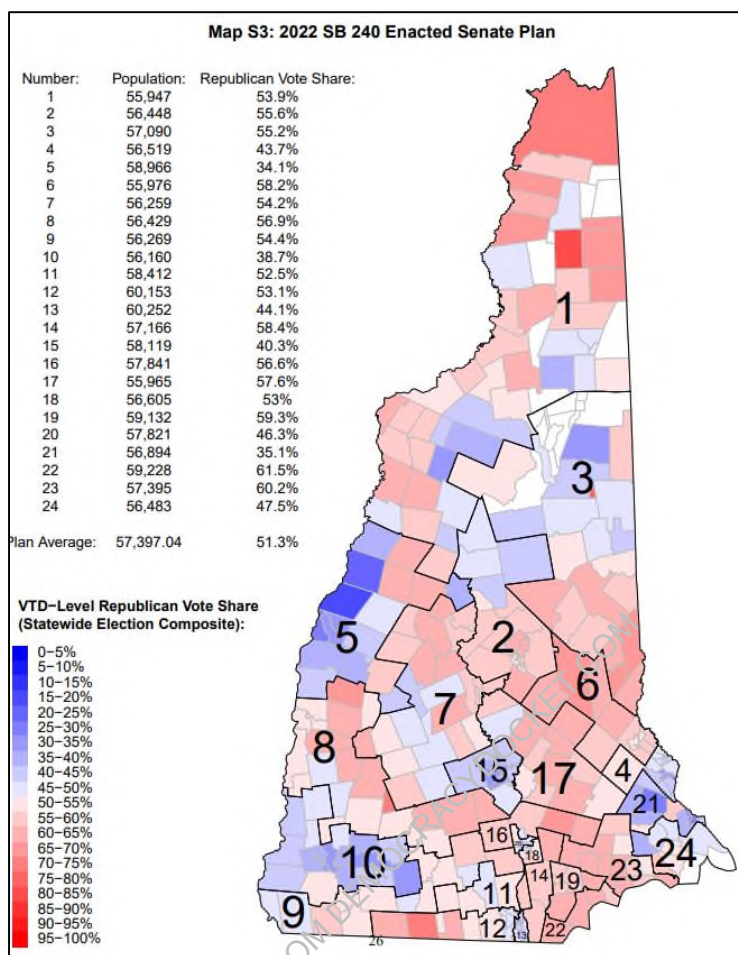 Map S3: 2022 SB 240 Enacted Senate Plan
Number: Population: Republican Vote Share:
1 55,947 53.9%
2 56,448 55.6%
3 57,090 55.2%
4 56,519 43.7%
5 58,966 34.1%
6 55,976 58.2%
7 56,259 54.2%
8 56,429 56.9%
9 56,269 54.4%
10 56,160 38.7%
11 58,412 52.5%
12 60,153 53.1%
13 60,252 44.1%
14 57,166 58.4%
15 58,119 40.3%
16 57,841 56.6%
17 55,965 57.6%
18 56,605 53%
19 59,132 59.3%
20 57,821 46.3%
21 56,894 35.1%
22 59,228 61.5%
23 57,395 60.2%
24 56,483 47.5%
Plan Average: 57,397.04 51.3%
VTD-Level Republican Vote Share
(Statewide Election Composite):
0-5%
5-10%
10-15%
15-20%
20-25%
25-30%
30-35%
35-40%
40-45%
45-50%
50-55%
55-60%
60-65%
65-70%
70-75%
75-80%
80-85%
85-90%
90-95%
95-100%
1
3
5
2
6
7
8
4
15
17
21
24
16
18
10
23
14
19
11
9
12
13
22
26
OM DEMOCRACYDOCKET.COM